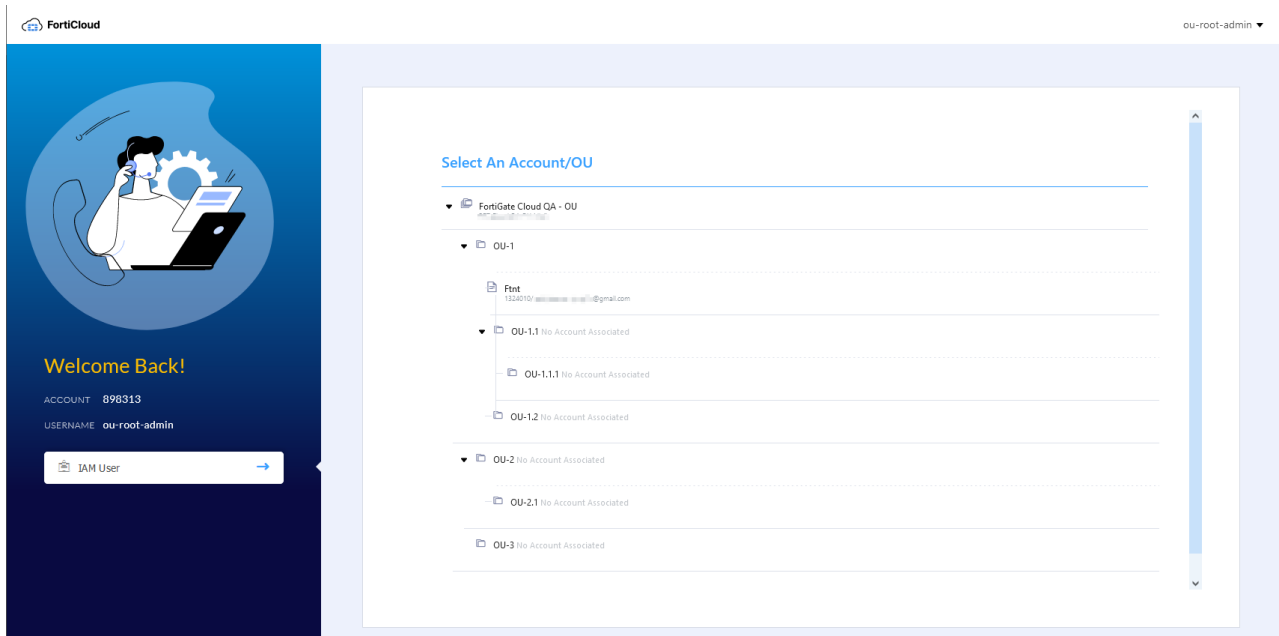 FortiCloud
ou-root-admin
Select An Account/OU
FortiGate Cloud QA - OU
OU-1
Ftnt
1324010/ @gmail.com
OU-1.1 No Account Associated
OU-1.1.1 No Account Associated
OU-1.2 No Account Associated
OU-2 No Account Associated
OU-2.1 No Account Associated
OU-3 No Account Associated
Welcome Back!
ACCOUNT 898313
USERNAME ou-root-admin
IAM User